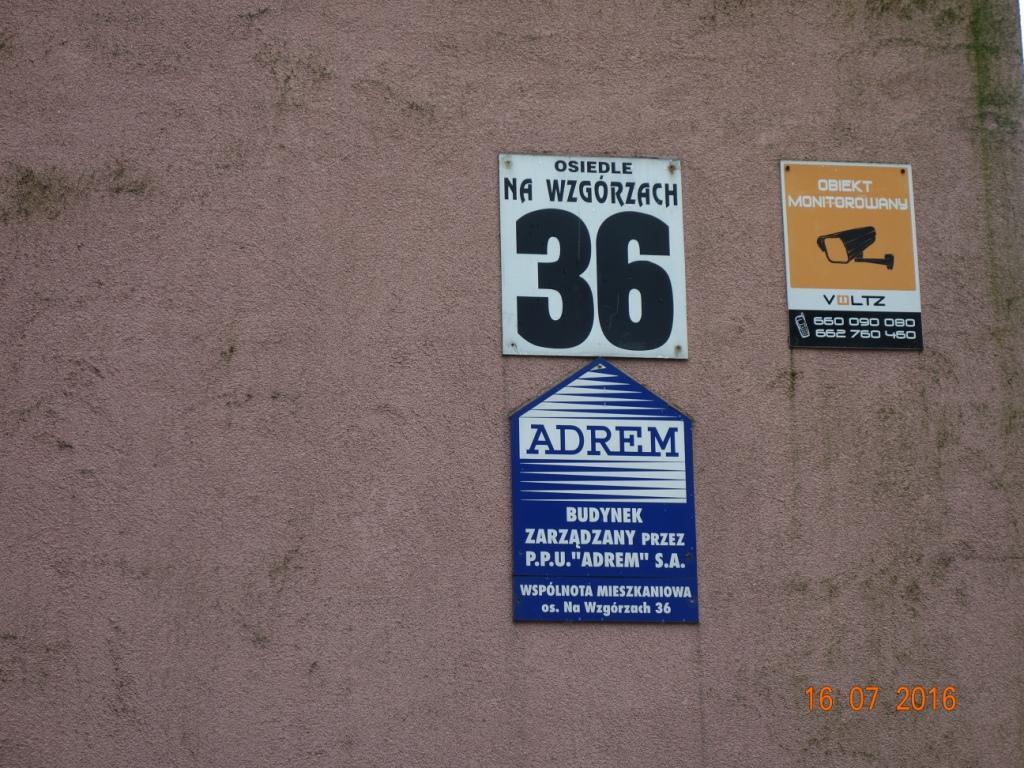 OSIEDLE
NA WZGÓRZACH
36
OBIEKT
MONITOROWANY
VOLTZ
660 090 080
662 760 460
ADREM
BUDYNEK
ZARZĄDZANY PRZEZ
P.P.U."ADREM" S.A.
WSPÓLNOTA MIESZKANIOWA
os. Na Wzgórzach 36
16 07 2016